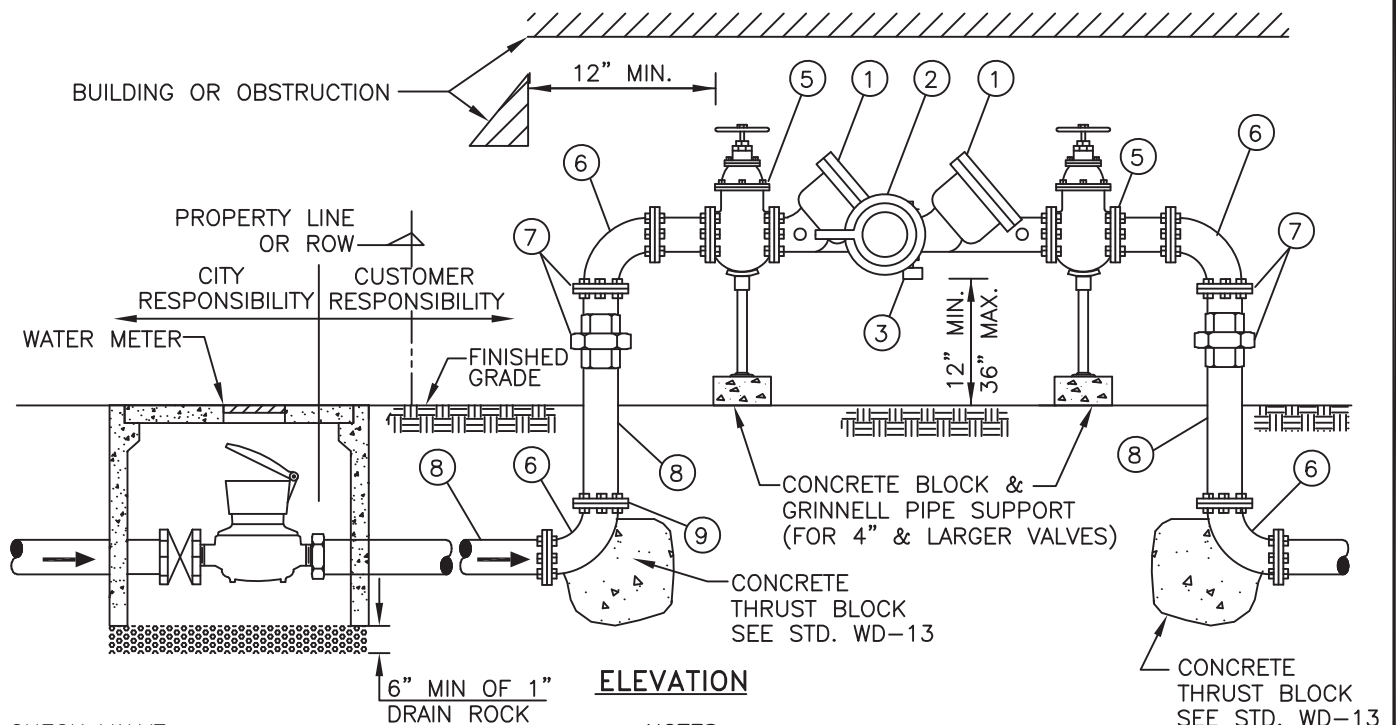 BUILDING OR OBSTRUCTION
12" MIN.
5
1
2
1
6
5
6
PROPERTY LINE
OR ROW
7
7
CITY
RESPONSIBILITY
CUSTOMER
RESPONSIBILITY
3
12" MIN.
36" MAX.
WATER METER
FINISHED
GRADE
8
6
8
8
6
CONCRETE BLOCK &
GRINNELL PIPE SUPPORT
(FOR 4" & LARGER VALVES)
9
CONCRETE
THRUST BLOCK
SEE STD. WD-13
CONCRETE
THRUST BLOCK
SEE STD. WD-13
6" MIN OF 1"
DRAIN ROCK
ELEVATION